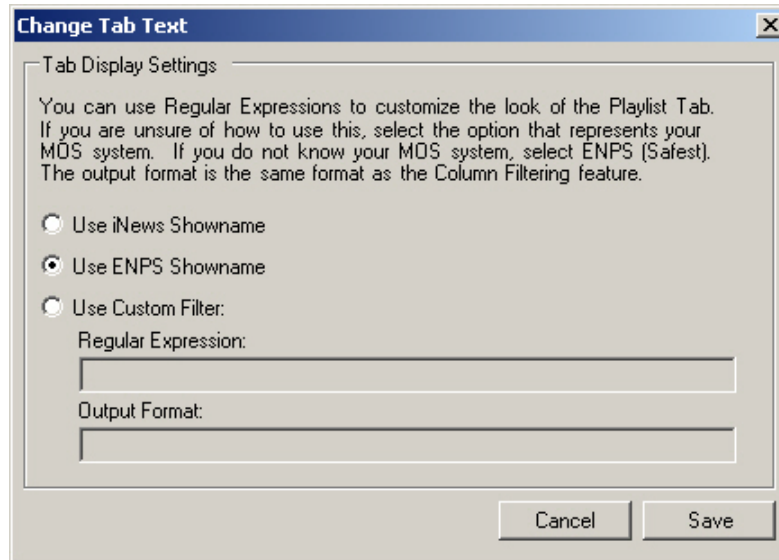 Change Tab Text
Tab Display Settings
You can use Regular Expressions to customize the look of the Playlist Tab.
If you are unsure of how to use this, select the option that represents your
MOS system.  If you do not know your MOS system, select ENPS (Safest).
The output format is the same format as the Column Filtering feature.
Use iNews Showname
Use ENPS Showname
Use Custom Filter:
Regular Expression:
Output Format:
Cancel Save